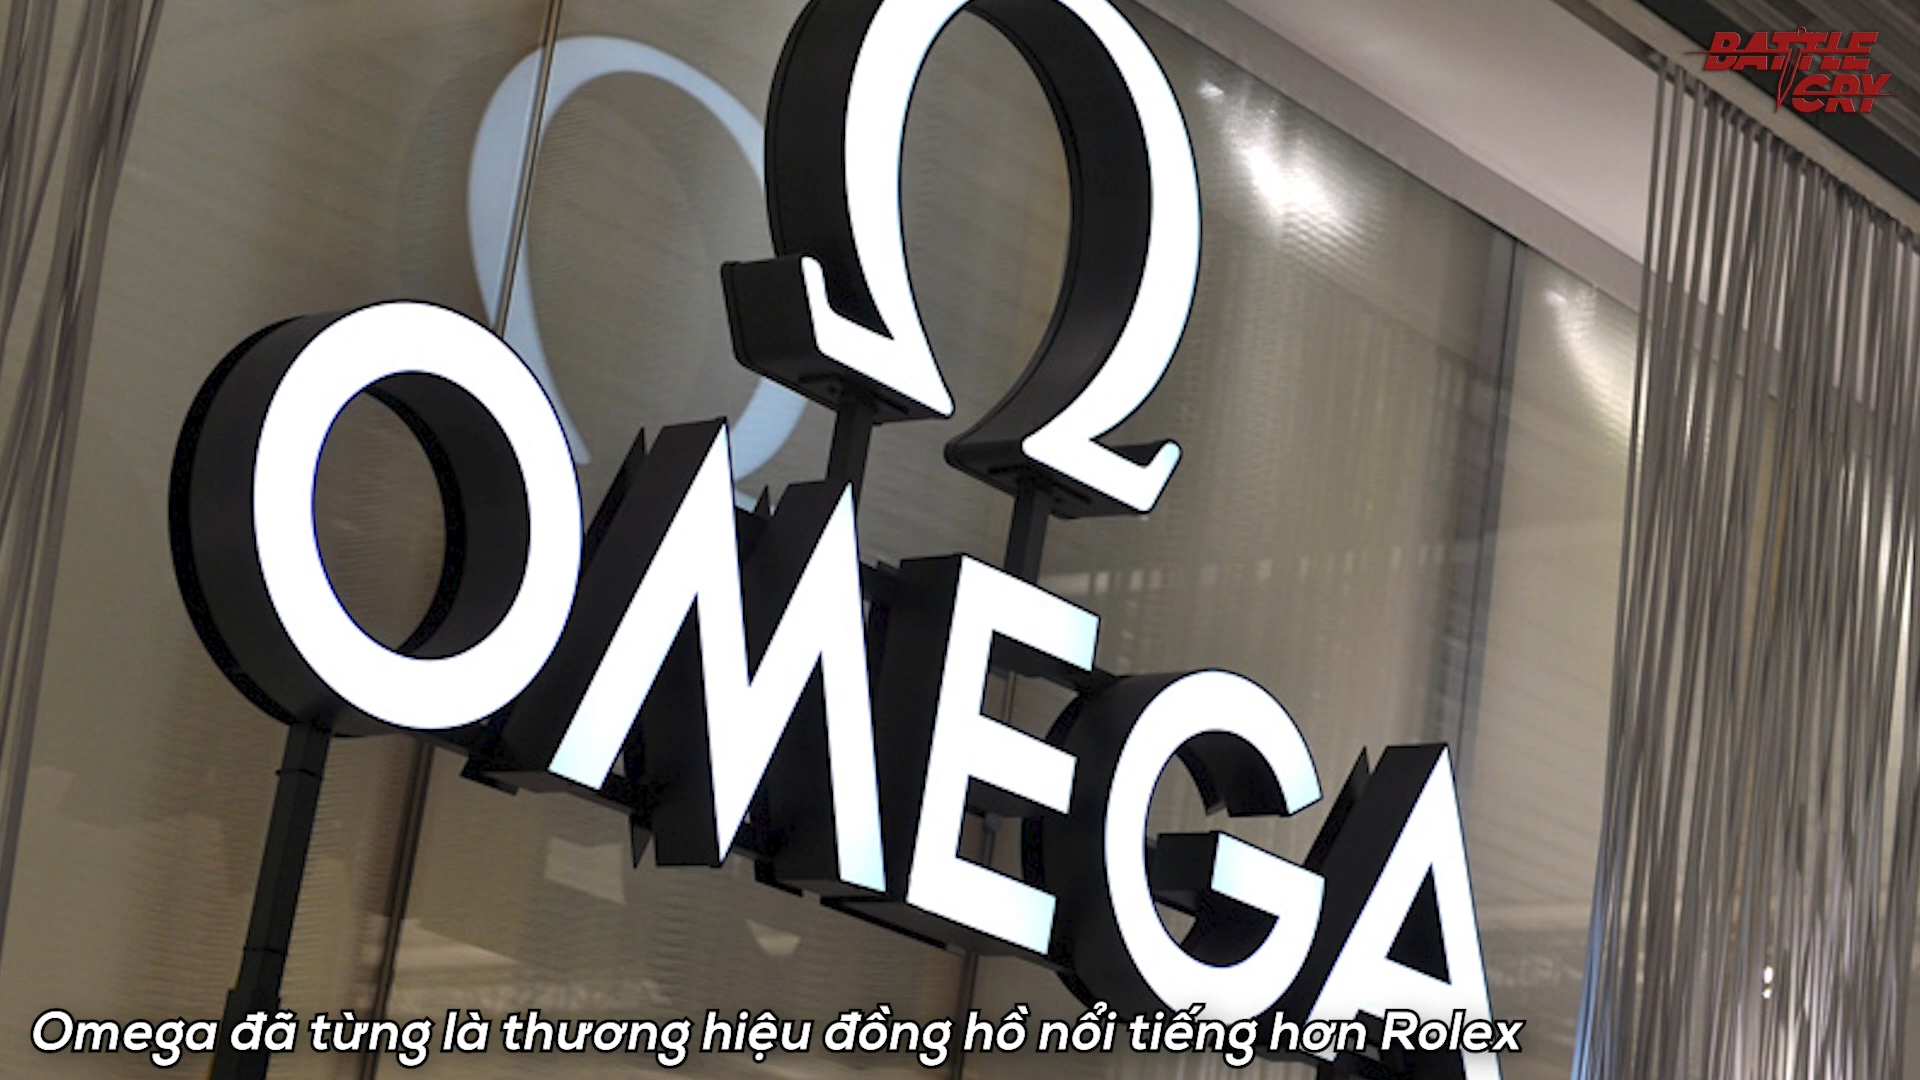 BATTLE
CRY
Ω
OMEGA
Omega đã từng là thương hiệu đồng hồ nổi tiếng hơn Rolex